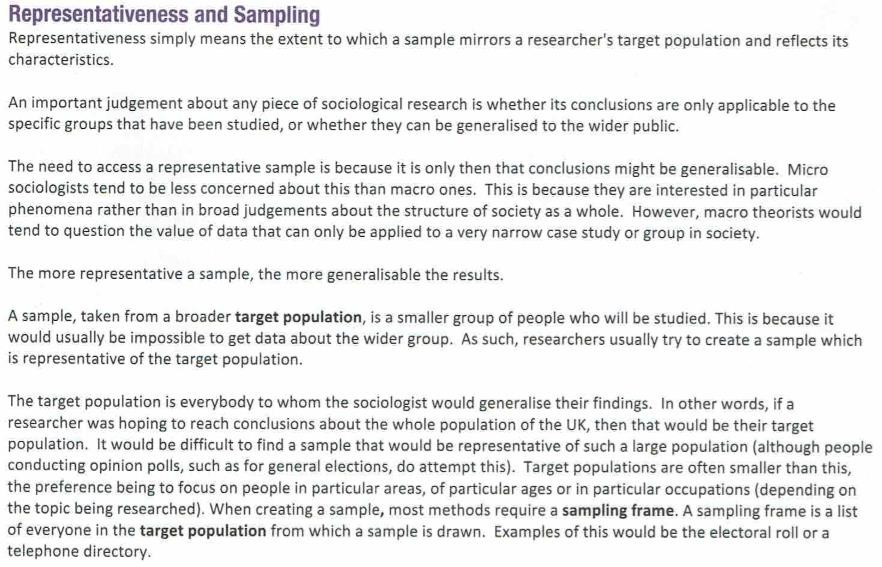 Representativeness and Sampling
Representativeness simply means the extent to which a sample mirrors a researcher's target population and reflects its
characteristics.
An important judgement about any piece of sociological research is whether its conclusions are only applicable to the
specific groups that have been studied, or whether they can be generalised to the wider public.
The need to access a representative sample is because it is only then that conclusions might be generalisable. Micro
sociologists tend to be less concerned about this than macro ones. This is because they are interested in particular
phenomena rather than in broad judgements about the structure of society as a whole. However, macro theorists would
tend to question the value of data that can only be applied to a very narrow case study or group in society.
The more representative a sample, the more generalisable the results.
A sample, taken from a broader target population, is a smaller group of people who will be studied. This is because it
would usually be impossible to get data about the wider group. As such, researchers usually try to create a sample which
is representative of the target population.
The target population is everybody to whom the sociologist would generalise their findings. In other words, if a
researcher was hoping to reach conclusions about the whole population of the UK, then that would be their target
population. It would be difficult to find a sample that would be representative of such a large population (although people
conducting opinion polls, such as for general elections, do attempt this). Target populations are often smaller than this,
the preference being to focus on people in particular areas, of particular ages or in particular occupations (depending on
the topic being researched). When creating a sample, most methods require a sampling frame. A sampling frame is a list
of everyone in the target population from which a sample is drawn. Examples of this would be the electoral roll or a
telephone directory.